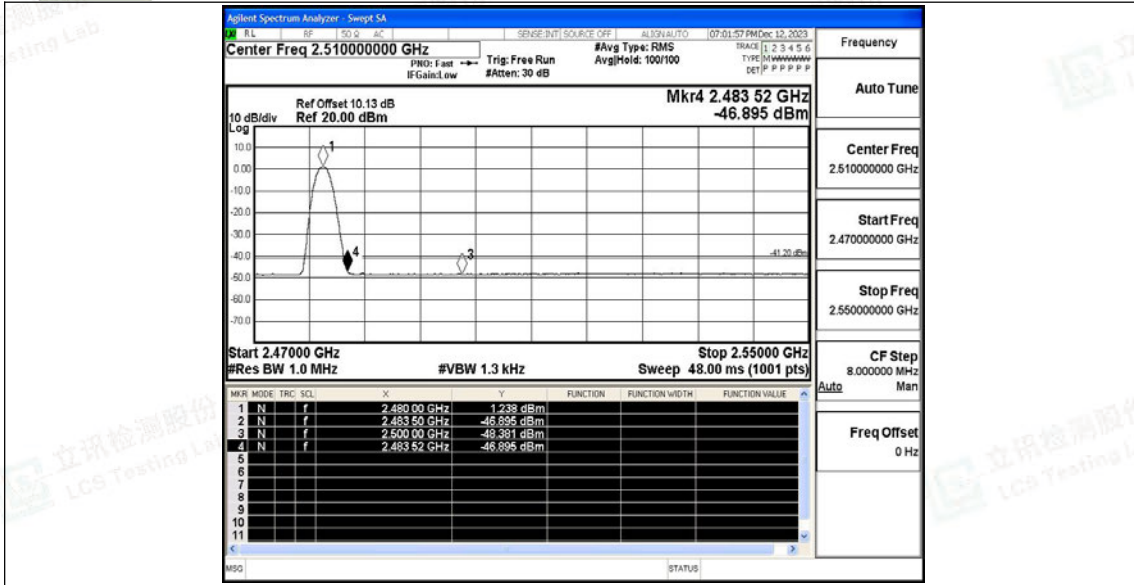 Agilent Spectrum Analyzer - Swept SA
RL RF 50 Ω AC SENSE:INT SOURCE OFF ALIGN AUTO 07:01:57 PM Dec 12, 2023
Center Freq 2.510000000 GHz
PNO: Fast
IFGain:Low
Trig: Free Run
#Atten: 30 dB
#Avg Type: RMS
Avg|Hold: 100/100
TRACE 1 2 3 4 5 6
TYPE M WWWWW
DET P P P P P P
Mkr4 2.483 52 GHz
-46.895 dBm
Ref Offset 10.13 dB
10 dB/div Ref 20.00 dBm
Log
10.0
0.00
-10.0
-20.0
-30.0
-40.0
-50.0
-60.0
-70.0
1
4
3
-41.20 dBm
Start 2.47000 GHz Stop 2.55000 GHz
#Res BW 1.0 MHz #VBW 1.3 kHz Sweep 48.00 ms (1001 pts)
MKR MODE TRC SCL X Y FUNCTION FUNCTION WIDTH FUNCTION VALUE
1 N f 2.480 00 GHz 1.238 dBm
2 N f 2.483 50 GHz -46.895 dBm
3 N f 2.500 00 GHz -48.381 dBm
4 N f 2.483 52 GHz -46.895 dBm
5
6
7
8
9
10
11
MSG STATUS
Frequency
Auto Tune
Center Freq
2.510000000 GHz
Start Freq
2.470000000 GHz
Stop Freq
2.550000000 GHz
CF Step
8.000000 MHz
Auto Man
Freq Offset
0 Hz
立讯检测股份
LCS Testing Lab
立讯检测股份
LCS Testing L